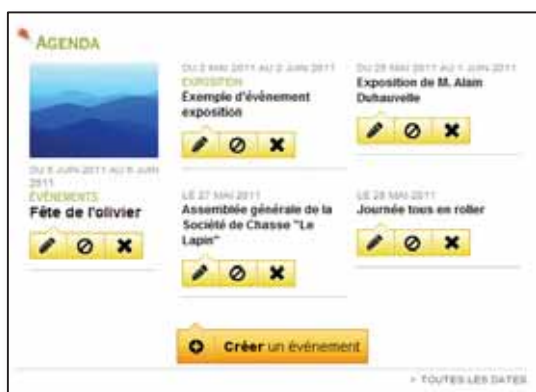 AGENDA
DU 5 JUIN 2011 AU 5 JUIN
2011
ÉVÉNEMENTS
Fête de l'olivier
DU 2 MAI 2011 AU 2 JUIN 2011
EXPOSITION
Exemple d'évènement
exposition
LE 27 MAI 2011
Assemblée générale de la
Société de Chasse "Le
Lapin"
DU 25 MAI 2011 AU 1 JUIN 2011
Exposition de M. Alain
Duhauvelle
LE 28 MAI 2011
Journée tous en roller
Créer un événement
> TOUTES LES DATES